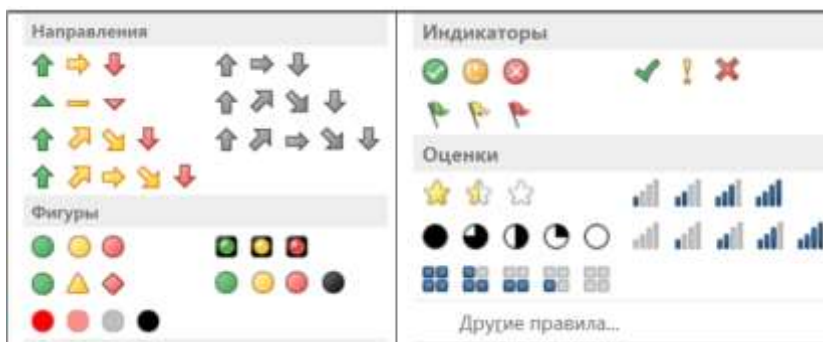 Направления
Фигуры
Индикаторы
Оценки
Другие правила...